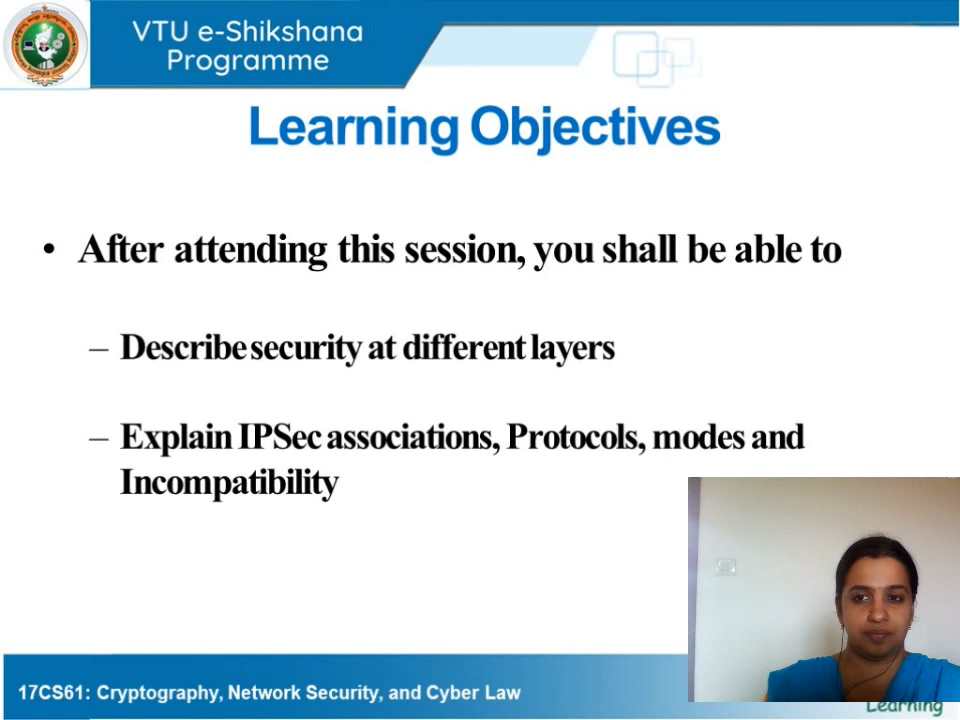 VTU e-Shikshana
Programme
Learning Objectives
• After attending this session, you shall be able to
– Describe security at different layers
– Explain IPSec associations, Protocols, modes and
Incompatibility
17CS61: Cryptography, Network Security, and Cyber Law
Learning